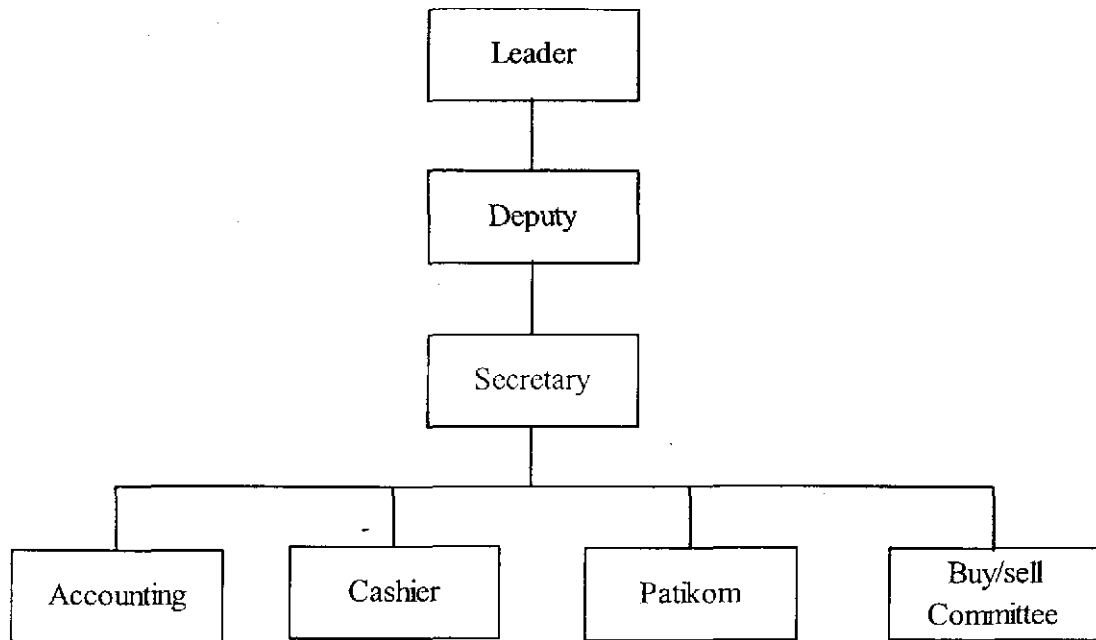 Leader
Deputy
Secretary
Accounting
Cashier
Patikom
Buy/sell
Committee